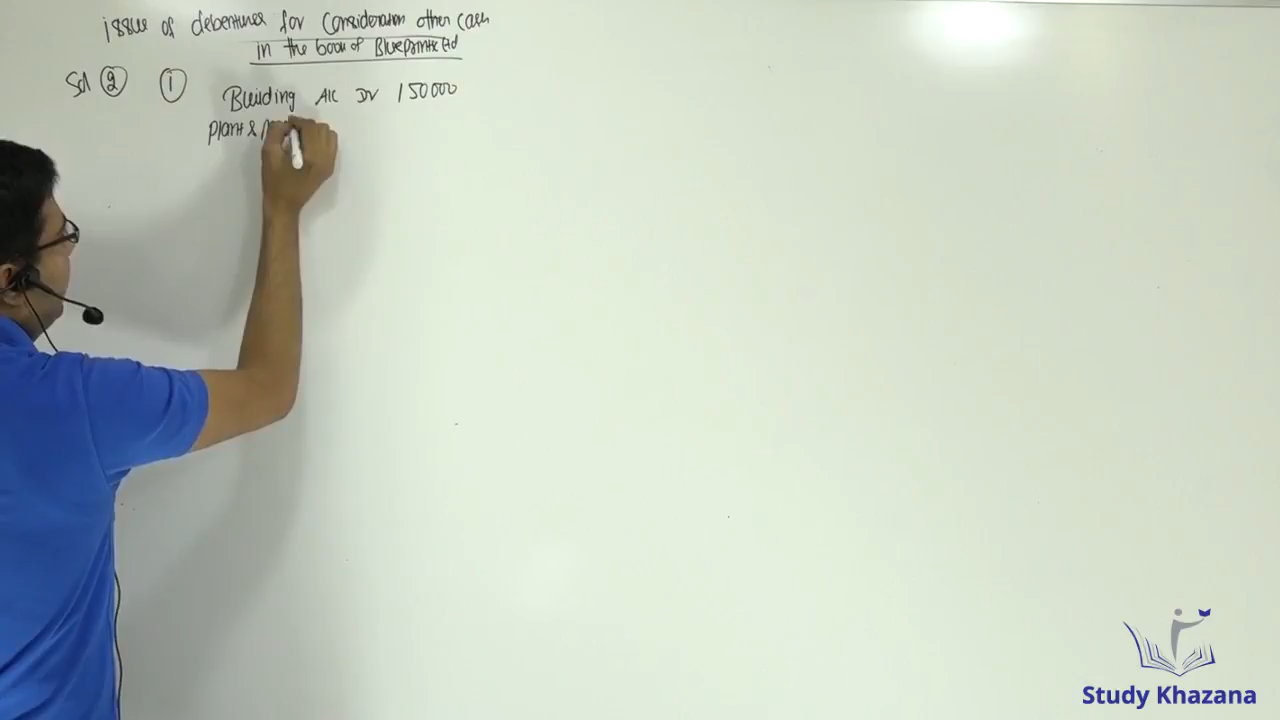 issue of debentures for Consideration other cash
in the book of Blueprints Ltd
Sol ② ① Building A/C Dr 150000
plant &
Study Khazana